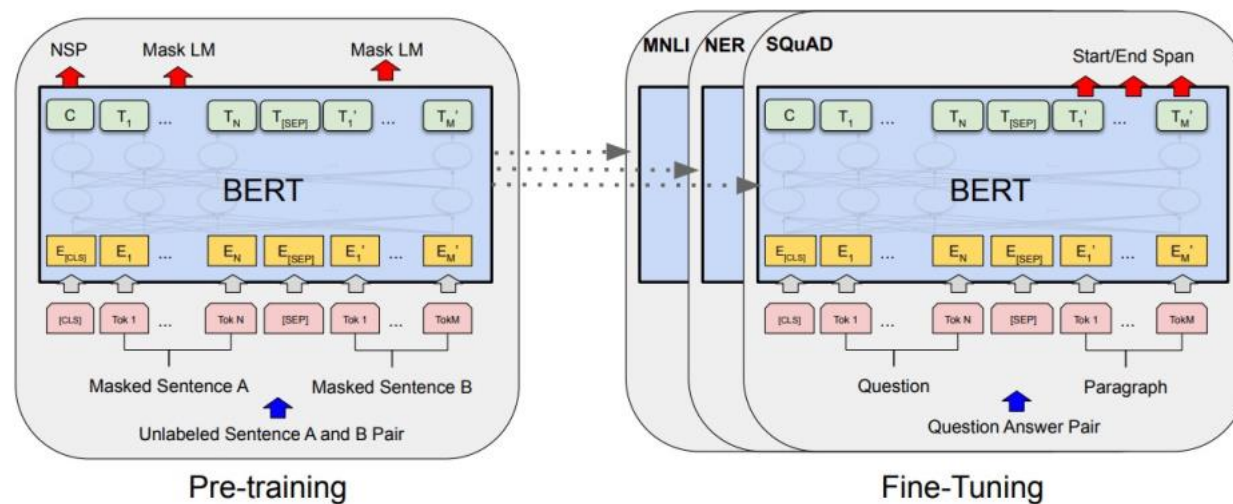 NSP Mask LM Mask LM
C T1 ... TN T[SEP] T1' ... TM'
BERT
E[CLS] E1 ... EN E[SEP] E1' ... EM'
[CLS] Tok 1 ... Tok N [SEP] Tok 1 ... TokM
Masked Sentence A Masked Sentence B
Unlabeled Sentence A and B Pair
Pre-training
MNLI NER SQuAD
Start/End Span
C T1 ... TN T[SEP] T1' ... TM'
BERT
E[CLS] E1 ... EN E[SEP] E1' ... EM'
[CLS] Tok 1 ... Tok N [SEP] Tok 1 ... TokM
Question Paragraph
Question Answer Pair
Fine-Tuning